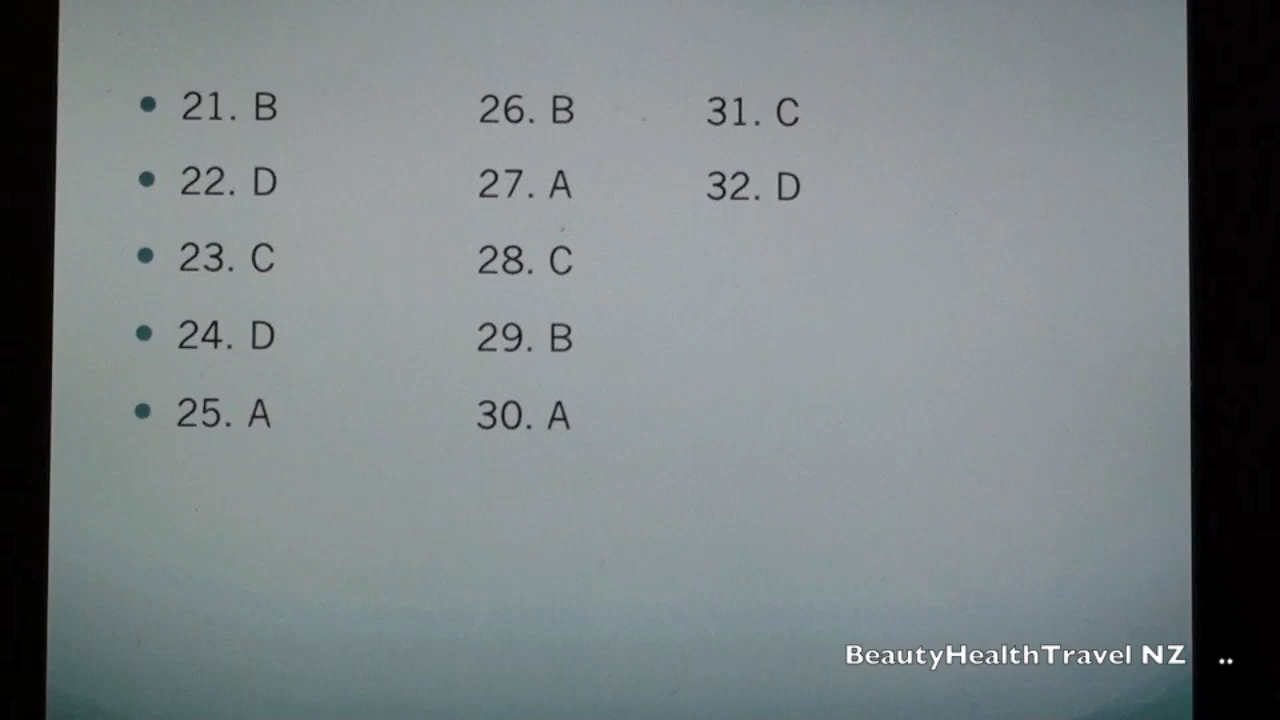 • 21. B 26. B 31. C
• 22. D 27. A 32. D
• 23. C 28. C
• 24. D 29. B
• 25. A 30. A
BeautyHealthTravel NZ ..